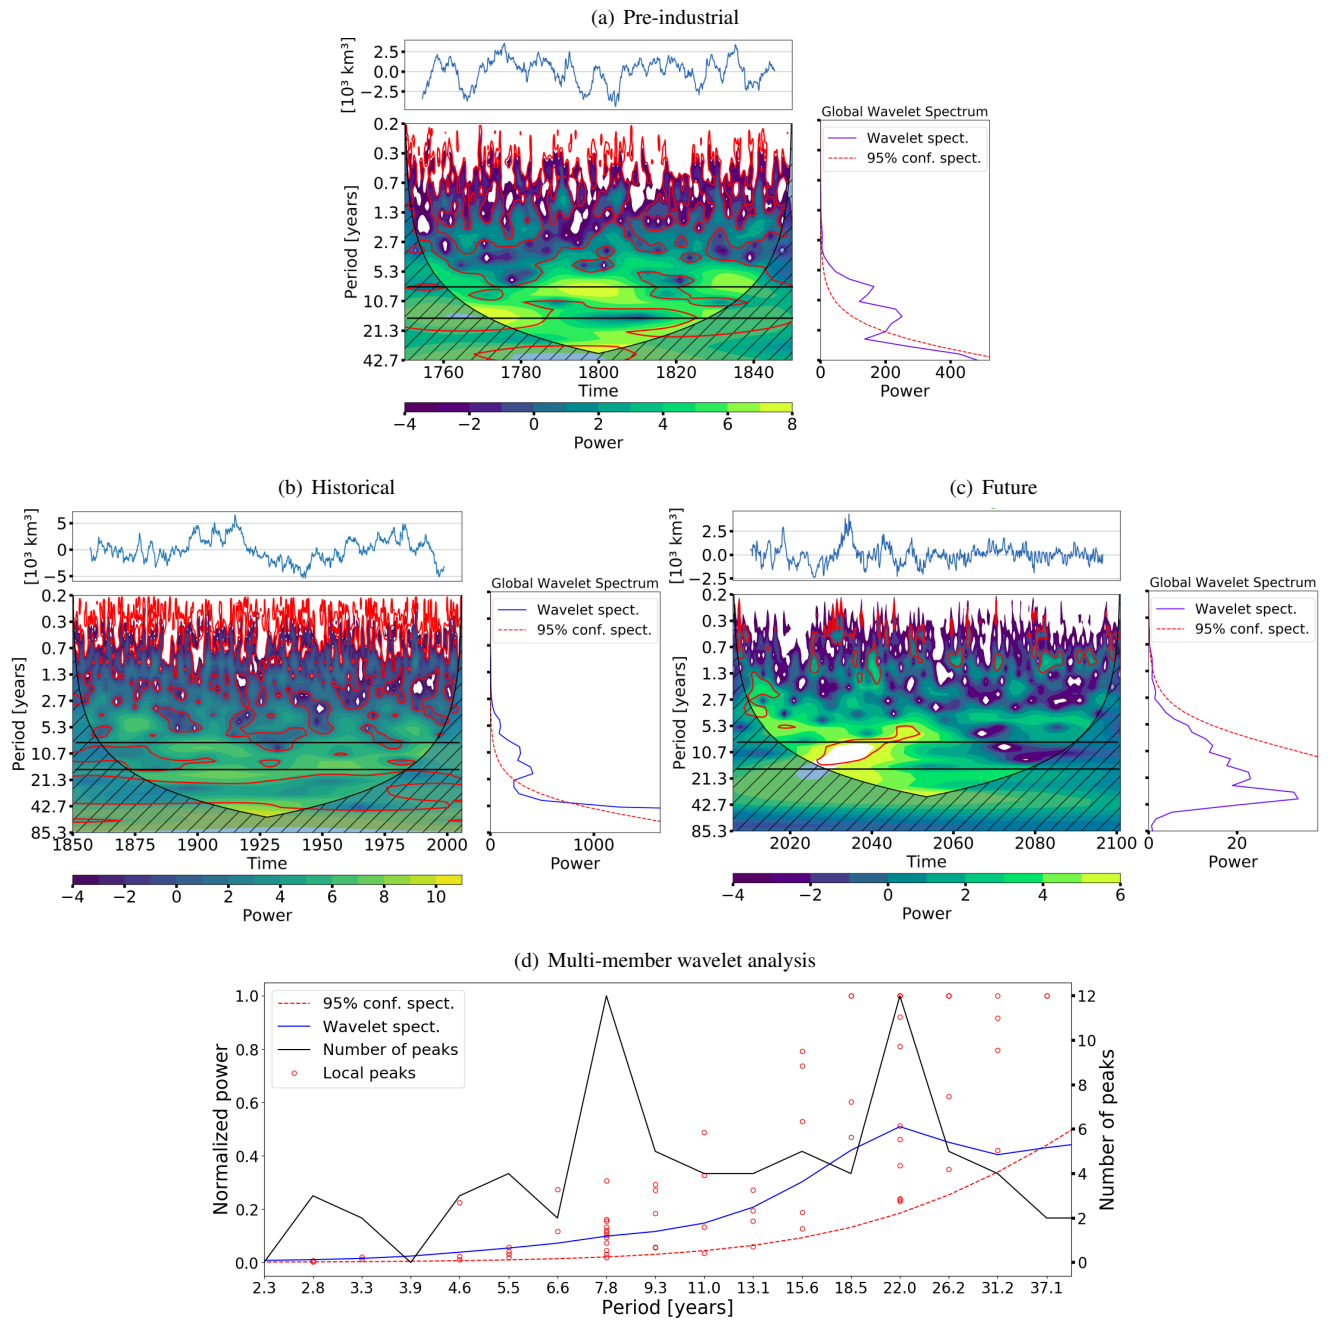 (a) Pre-industrial
[10³ km³]
2.5
0.0
−2.5
Global Wavelet Spectrum
Wavelet spect.
95% conf. spect.
Period [years]
0.2
0.3
0.7
1.3
2.7
5.3
10.7
21.3
42.7
1760 1780 1800 1820 1840
Time
0 200 400
Power
−4 −2 0 2 4 6 8
Power
(b) Historical
[10³ km³]
5
0
−5
Global Wavelet Spectrum
Wavelet spect.
95% conf. spect.
Period [years]
0.2
0.3
0.7
1.3
2.7
5.3
10.7
21.3
42.7
85.3
1850 1875 1900 1925 1950 1975 2000
Time
0 1000
Power
−4 −2 0 2 4 6 8 10
Power
(c) Future
[10³ km³]
2.5
0.0
−2.5
Global Wavelet Spectrum
Wavelet spect.
95% conf. spect.
Period [years]
0.2
0.3
0.7
1.3
2.7
5.3
10.7
21.3
42.7
85.3
2020 2040 2060 2080 2100
Time
0 20
Power
−4 −2 0 2 4 6
Power
(d) Multi-member wavelet analysis
95% conf. spect.
Wavelet spect.
Number of peaks
Local peaks
Normalized power
1.0
0.8
0.6
0.4
0.2
0.0
Number of peaks
12
10
8
6
4
2
0
2.3 2.8 3.3 3.9 4.6 5.5 6.6 7.8 9.3 11.0 13.1 15.6 18.5 22.0 26.2 31.2 37.1
Period [years]